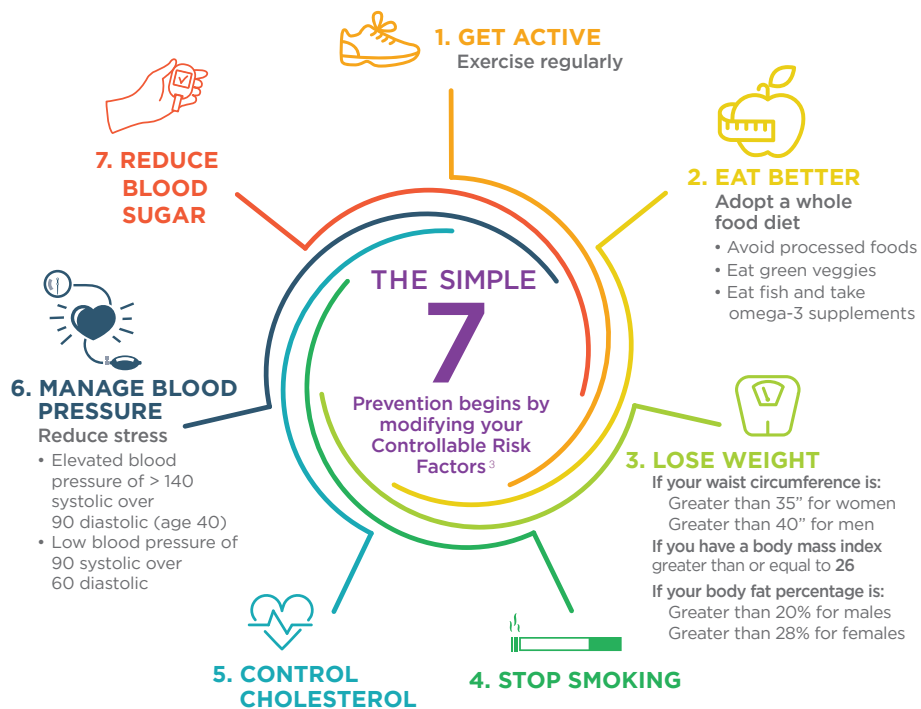 THE SIMPLE
7
Prevention begins by
modifying your
Controllable Risk
Factors 3
1. GET ACTIVE
Exercise regularly
2. EAT BETTER
Adopt a whole
food diet
• Avoid processed foods
• Eat green veggies
• Eat fish and take
omega-3 supplements
3. LOSE WEIGHT
If your waist circumference is:
Greater than 35” for women
Greater than 40” for men
If you have a body mass index
greater than or equal to 26
If your body fat percentage is:
Greater than 20% for males
Greater than 28% for females
4. STOP SMOKING
5. CONTROL
CHOLESTEROL
6. MANAGE BLOOD
PRESSURE
Reduce stress
• Elevated blood
pressure of > 140
systolic over
90 diastolic (age 40)
• Low blood pressure of
90 systolic over
60 diastolic
7. REDUCE
BLOOD
SUGAR